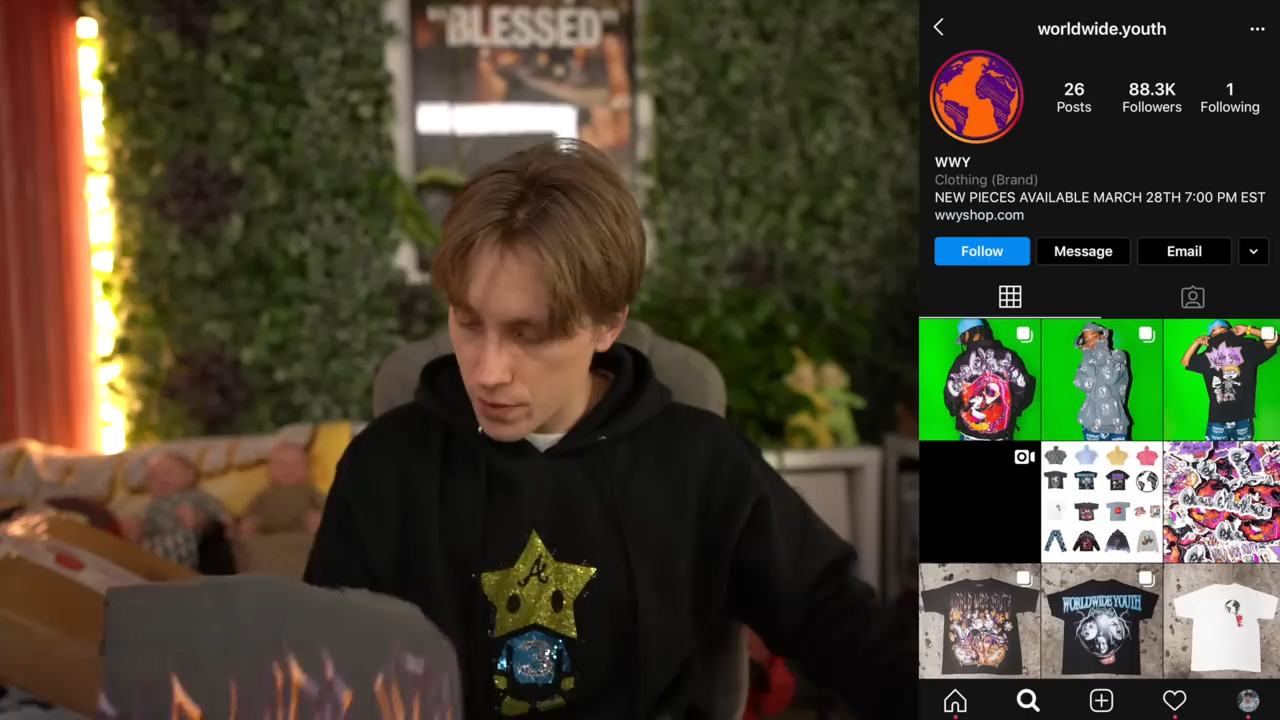 "BLESSED"
A
3
worldwide.youth
26
Posts
88.3K
Followers
1
Following
WWY
Clothing (Brand)
NEW PIECES AVAILABLE MARCH 28TH 7:00 PM EST
wwyshop.com
Follow
Message
Email
WORLDWIDE YOUTH